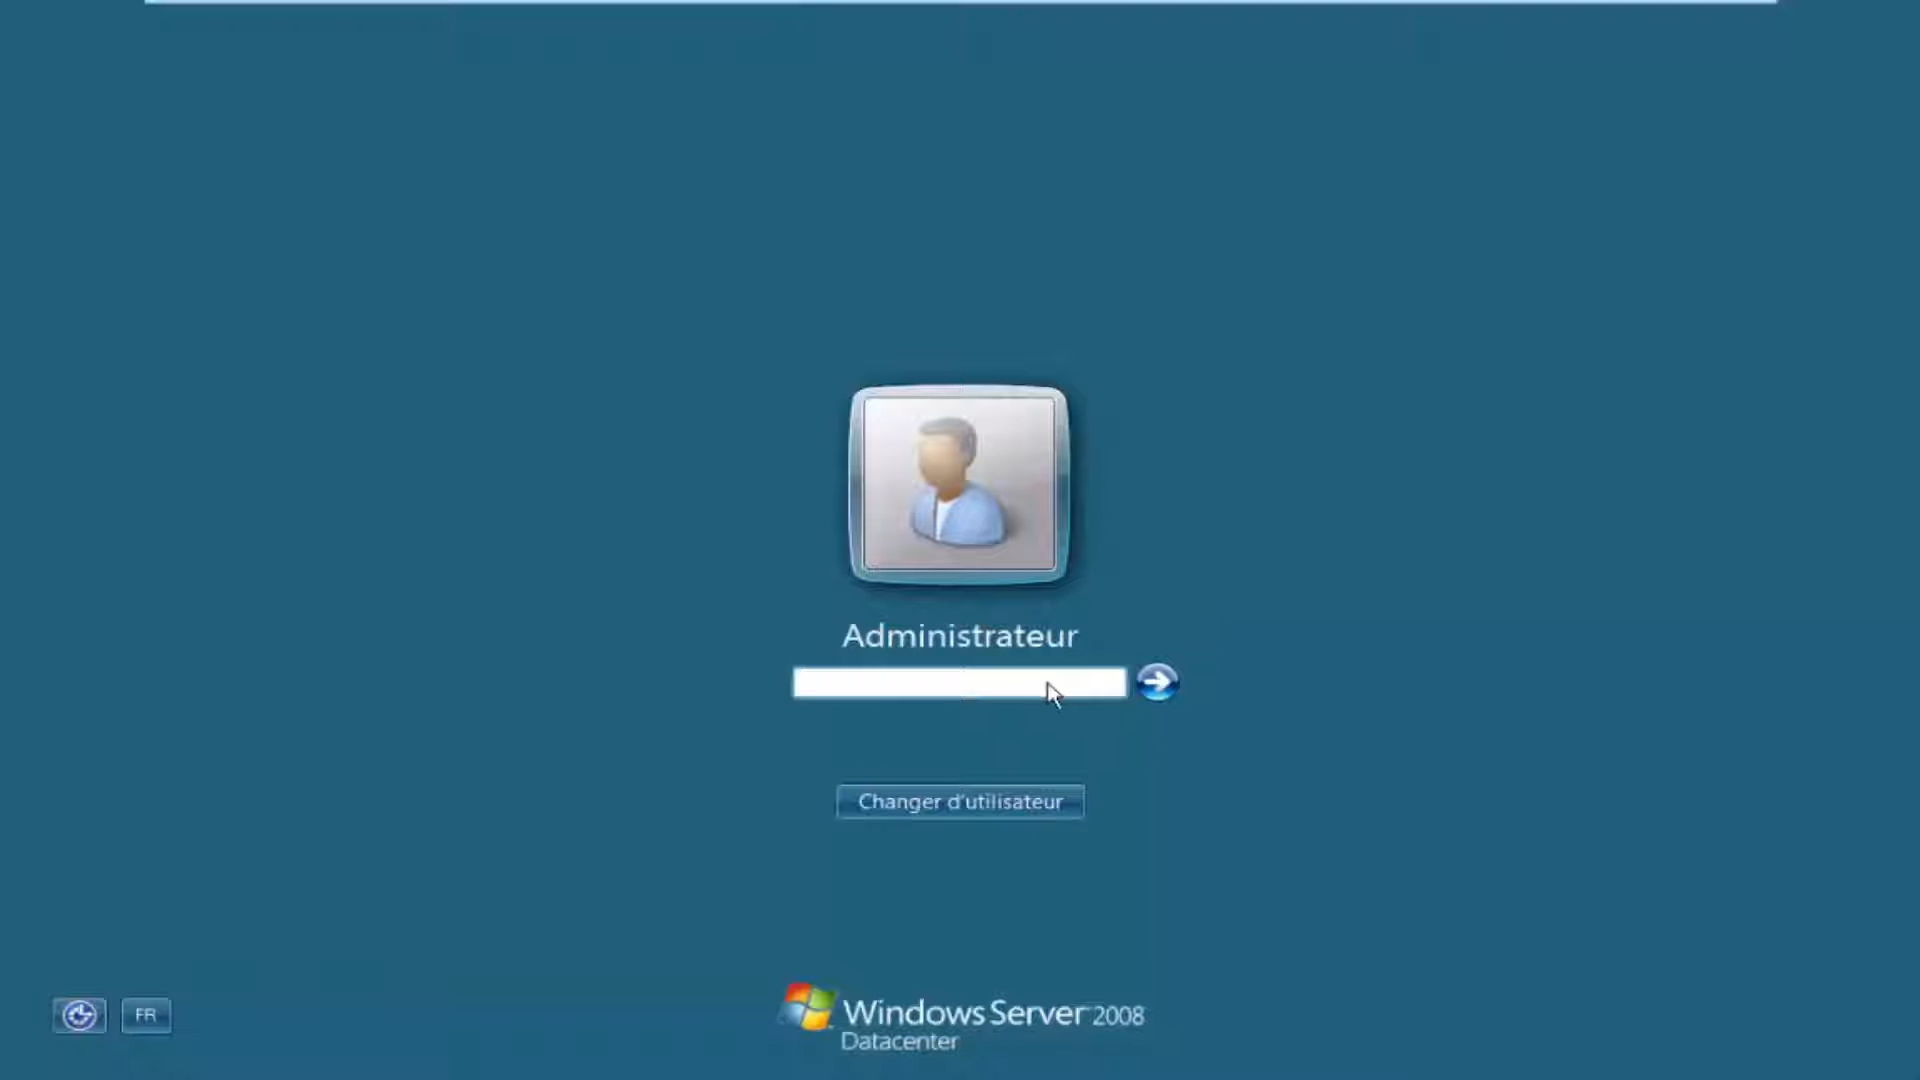 Administrateur
Changer d'utilisateur
FR
Windows Server 2008
Datacenter